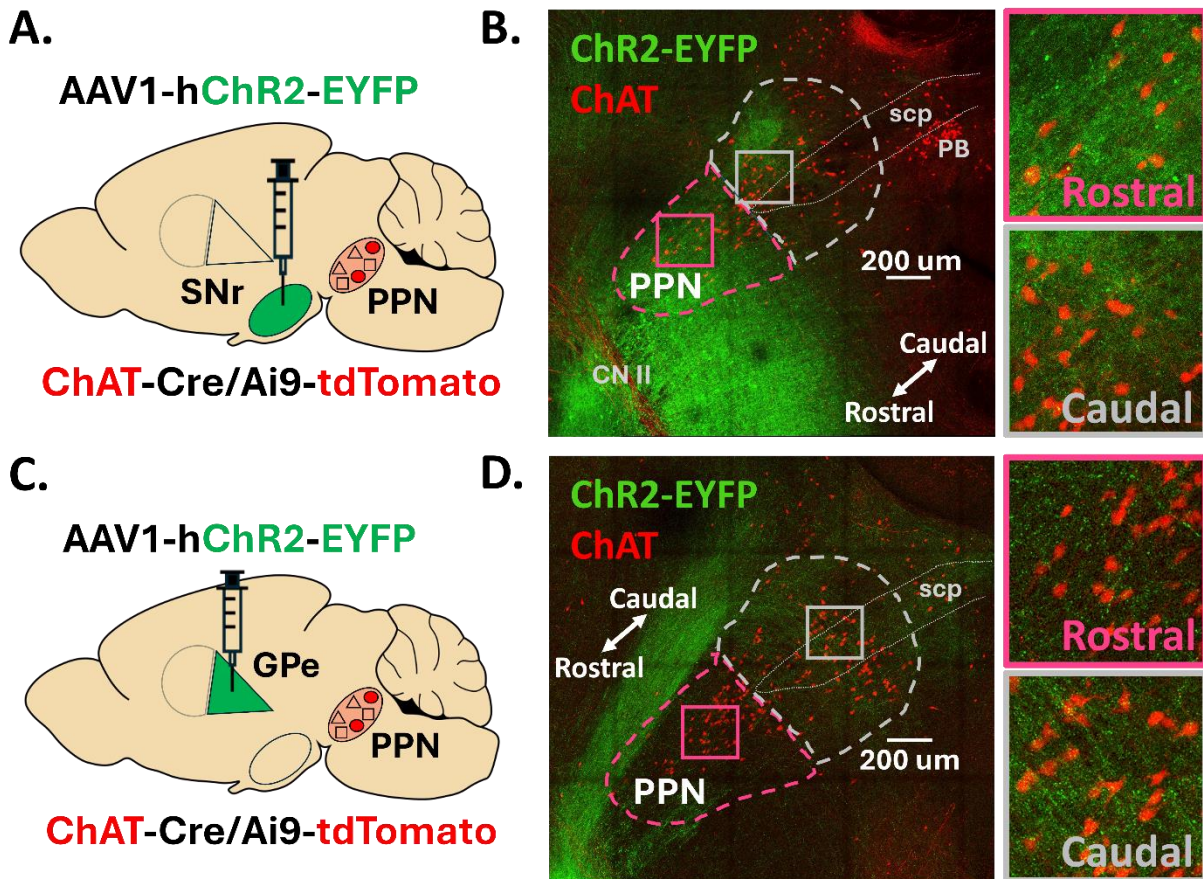 A.
AAV1-hChR2-EYFP
SNr
PPN
ChAT-Cre/Ai9-tdTomato
B.
ChR2-EYFP
ChAT
scp
PB
200 um
PPN
CN II
Caudal
Rostral
Rostral
Caudal
C.
AAV1-hChR2-EYFP
GPe
PPN
ChAT-Cre/Ai9-tdTomato
D.
ChR2-EYFP
ChAT
Caudal
Rostral
scp
200 um
PPN
Rostral
Caudal